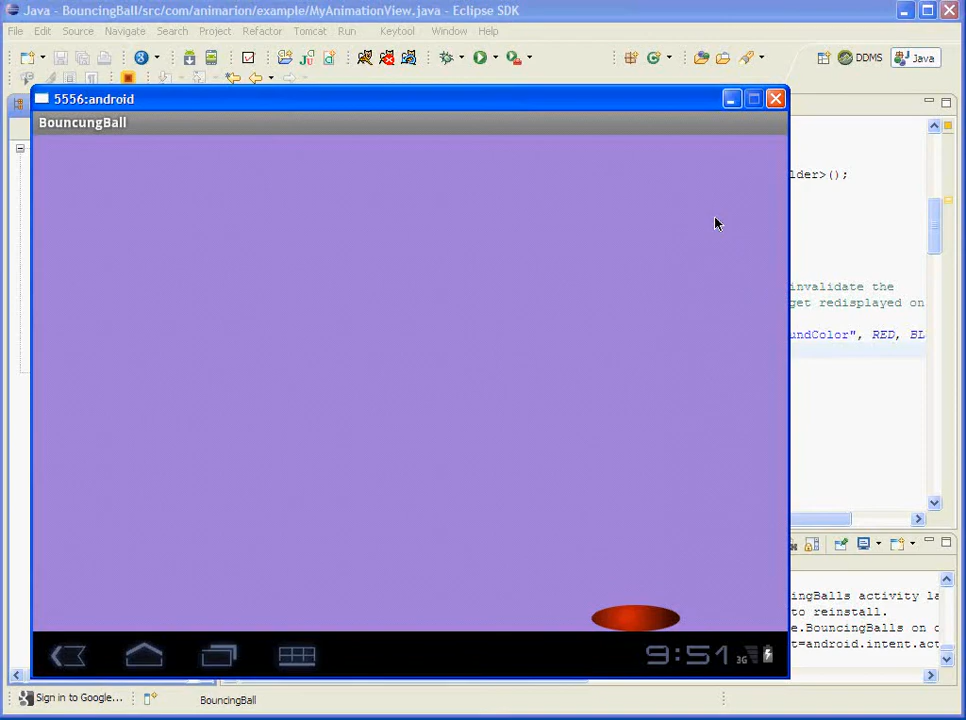 Java - BouncingBall/src/com/animarion/example/MyAnimationView.java - Eclipse SDK
File Edit Source Navigate Search Project Refactor Tomcat Run Keytool Window Help
DDMS Java
5556:android
BouncungBall
lder>();
invalidate the
get redisplayed on
undColor", RED, BL
ingBalls activity la
to reinstall.
e.BouncingBalls on
t=android.intent.act
9:51
3G
Sign in to Google...
BouncingBall